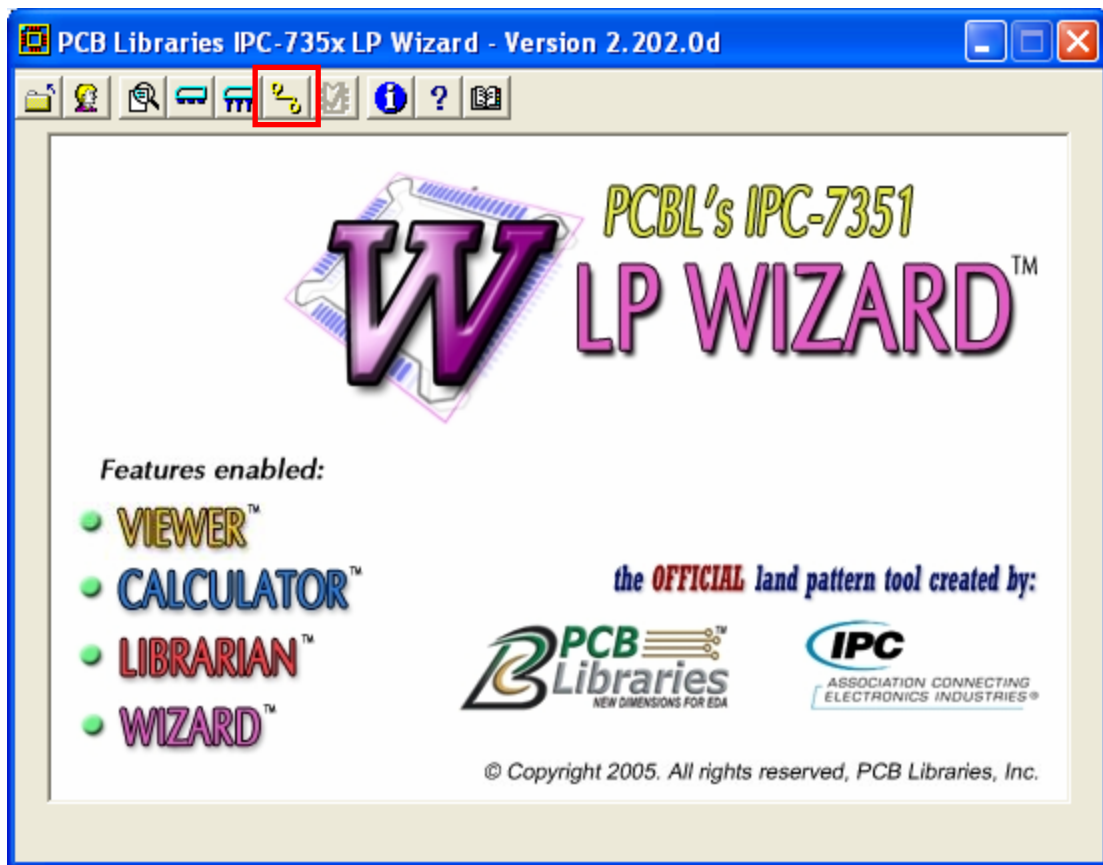 PCB Libraries IPC-735x LP Wizard - Version 2.202.0d
i ?
W
PCBL's IPC-7351
LP WIZARD™
Features enabled:
VIEWER™
CALCULATOR™
LIBRARIAN™
WIZARD™
the OFFICIAL land pattern tool created by:
PCB™
Libraries
NEW DIMENSIONS FOR EDA
IPC
ASSOCIATION CONNECTING
ELECTRONICS INDUSTRIES®
© Copyright 2005. All rights reserved, PCB Libraries, Inc.